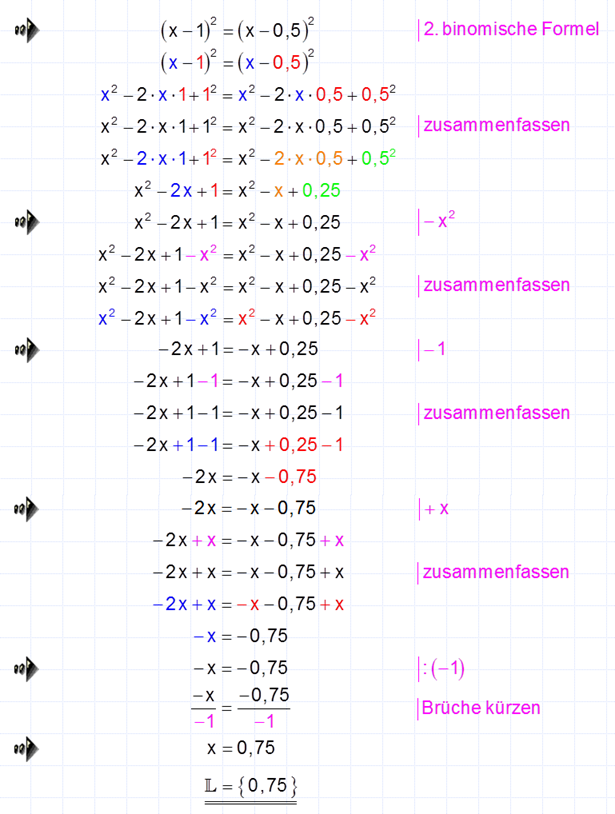 (x − 1)² = (x − 0,5)² | 2. binomische Formel
(x − 1)² = (x − 0,5)²
x² − 2 · x · 1 + 1² = x² − 2 · x · 0,5 + 0,5²
x² − 2 · x · 1 + 1² = x² − 2 · x · 0,5 + 0,5² | zusammenfassen
x² − 2 · x · 1 + 1² = x² − 2 · x · 0,5 + 0,5²
x² − 2x + 1 = x² − x + 0,25
x² − 2x + 1 = x² − x + 0,25 | − x²
x² − 2x + 1 − x² = x² − x + 0,25 − x²
x² − 2x + 1 − x² = x² − x + 0,25 − x² | zusammenfassen
x² − 2x + 1 − x² = x² − x + 0,25 − x²
−2x + 1 = −x + 0,25 | − 1
−2x + 1 − 1 = −x + 0,25 − 1
−2x + 1 − 1 = −x + 0,25 − 1 | zusammenfassen
−2x + 1 − 1 = −x + 0,25 − 1
−2x = −x − 0,75
−2x = −x − 0,75 | + x
−2x + x = −x − 0,75 + x
−2x + x = −x − 0,75 + x | zusammenfassen
−2x + x = −x − 0,75 + x
−x = −0,75
−x = −0,75 | : (−1)
−x/−1 = −0,75/−1 | Brüche kürzen
x = 0,75
𝕃 = {0,75}